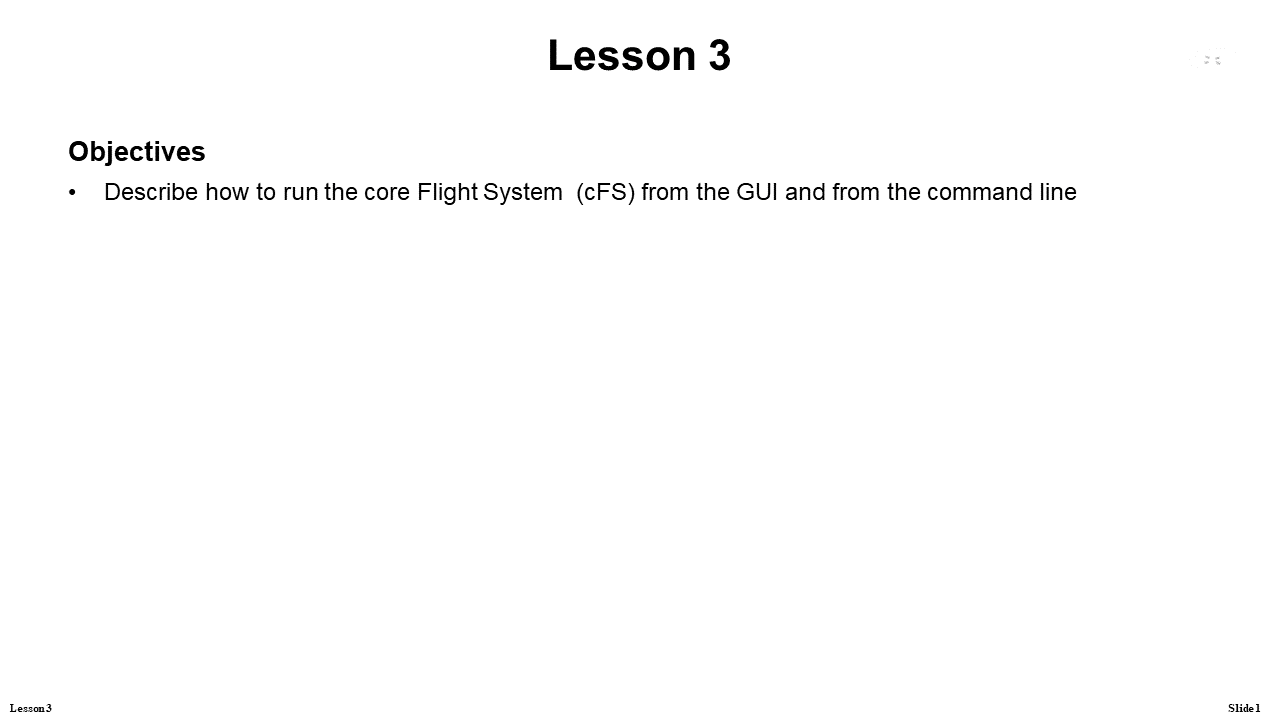 Lesson 3
Objectives
• Describe how to run the core Flight System  (cFS) from the GUI and from the command line
Lesson 3
Slide 1